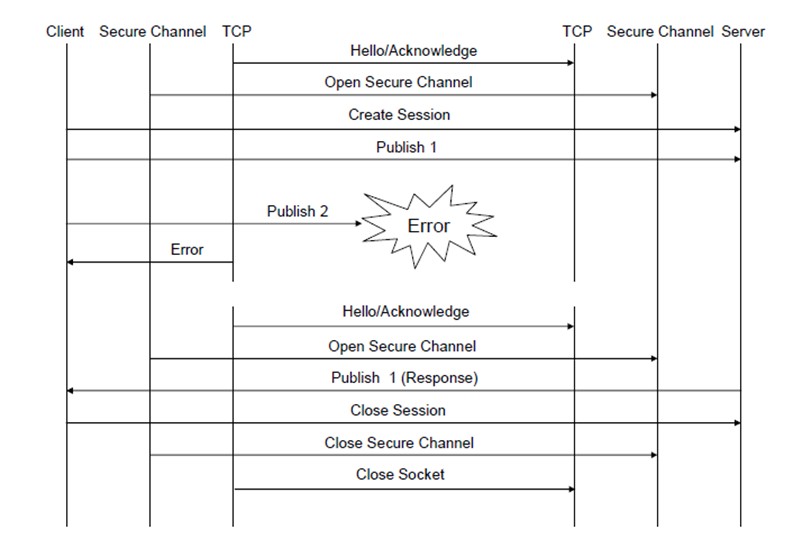 Client Secure Channel TCP TCP Secure Channel Server
Hello/Acknowledge
Open Secure Channel
Create Session
Publish 1
Publish 2
Error
Error
Hello/Acknowledge
Open Secure Channel
Publish 1 (Response)
Close Session
Close Secure Channel
Close Socket